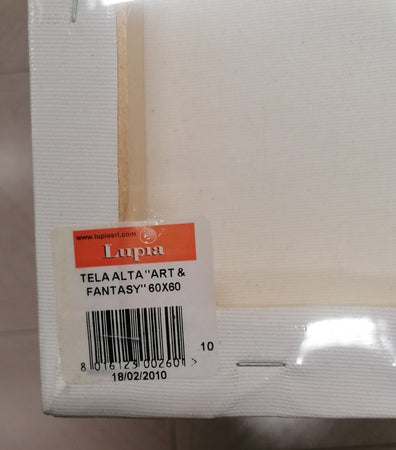 www.lupiasrl.com
Lupia
TELA ALTA "ART &
FANTASY" 60X60
10
8 016123 002601
18/02/2010